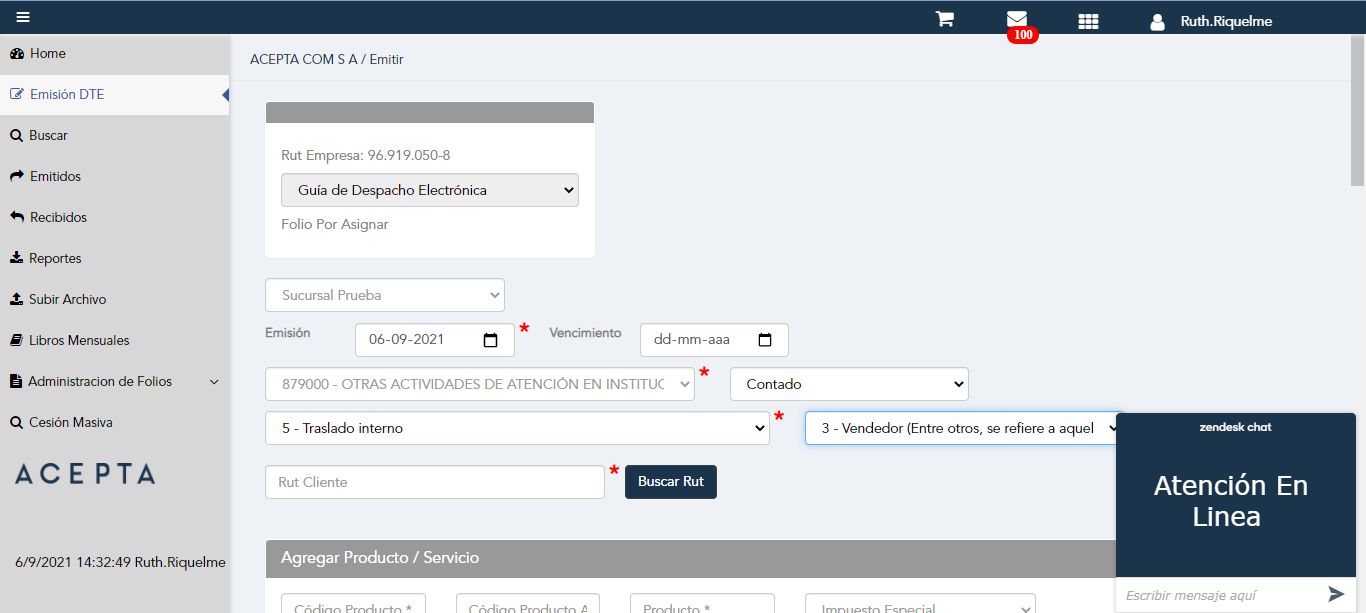 100
Ruth.Riquelme
Home
Emisión DTE
Buscar
Emitidos
Recibidos
Reportes
Subir Archivo
Libros Mensuales
Administracion de Folios
Cesión Masiva
ACEPTA
6/9/2021 14:32:49 Ruth.Riquelme
ACEPTA COM S A / Emitir
Rut Empresa: 96.919.050-8
Guía de Despacho Electrónica
Folio Por Asignar
Sucursal Prueba
Emisión 06-09-2021 * Vencimiento dd-mm-aaa
879000 - OTRAS ACTIVIDADES DE ATENCIÓN EN INSTITUC * Contado
5 - Traslado interno * 3 - Vendedor (Entre otros, se refiere a aquel
Rut Cliente * Buscar Rut
Agregar Producto / Servicio
Código Producto * Código Producto A Producto * Impuesto Especial
zendesk chat
Atención En
Linea
Escribir mensaje aquí